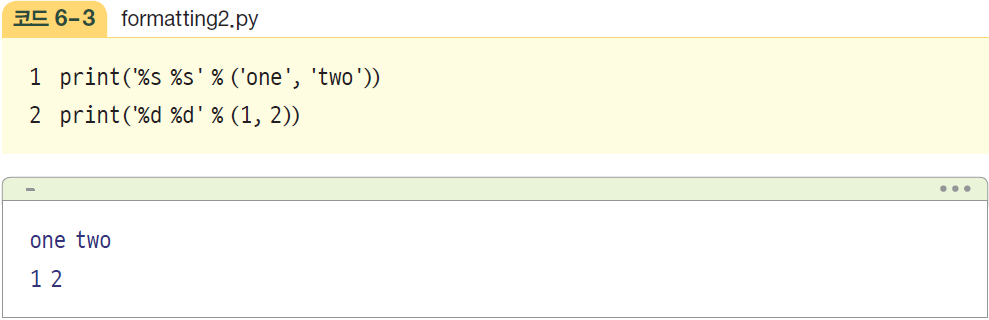 코드 6-3 formatting2.py
1 print('%s %s' % ('one', 'two'))
2 print('%d %d' % (1, 2))
one two
1 2